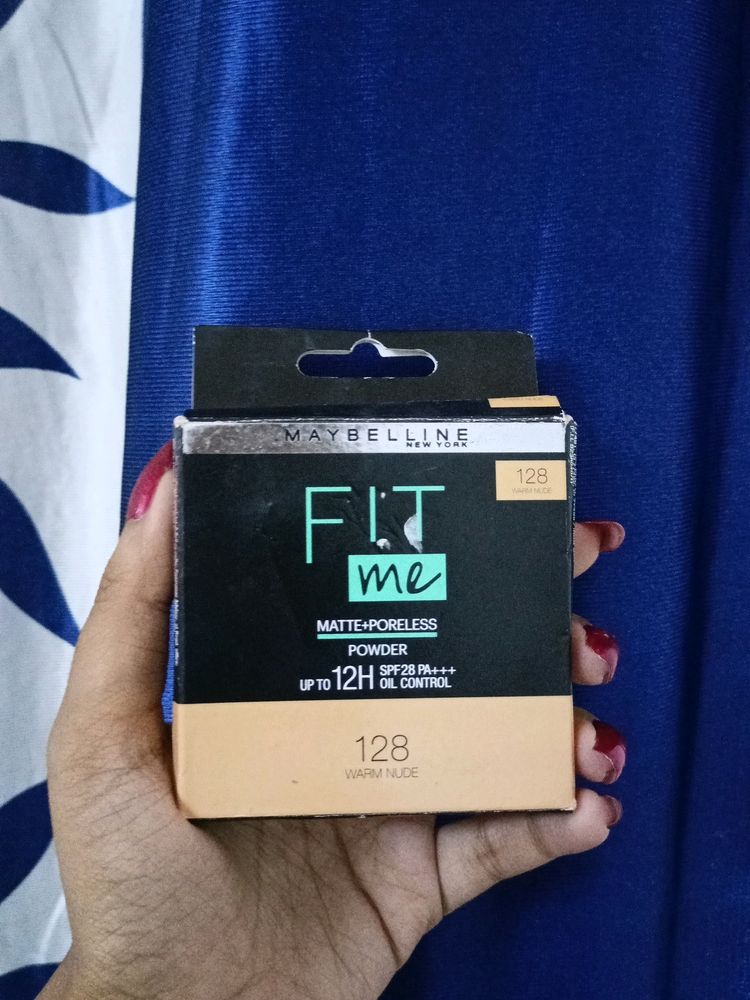 MAYBELLINE
NEW YORK
128
WARM NUDE
FIT
me
MATTE+PORELESS
POWDER
UP TO 12H SPF28 PA+++
OIL CONTROL
128
WARM NUDE